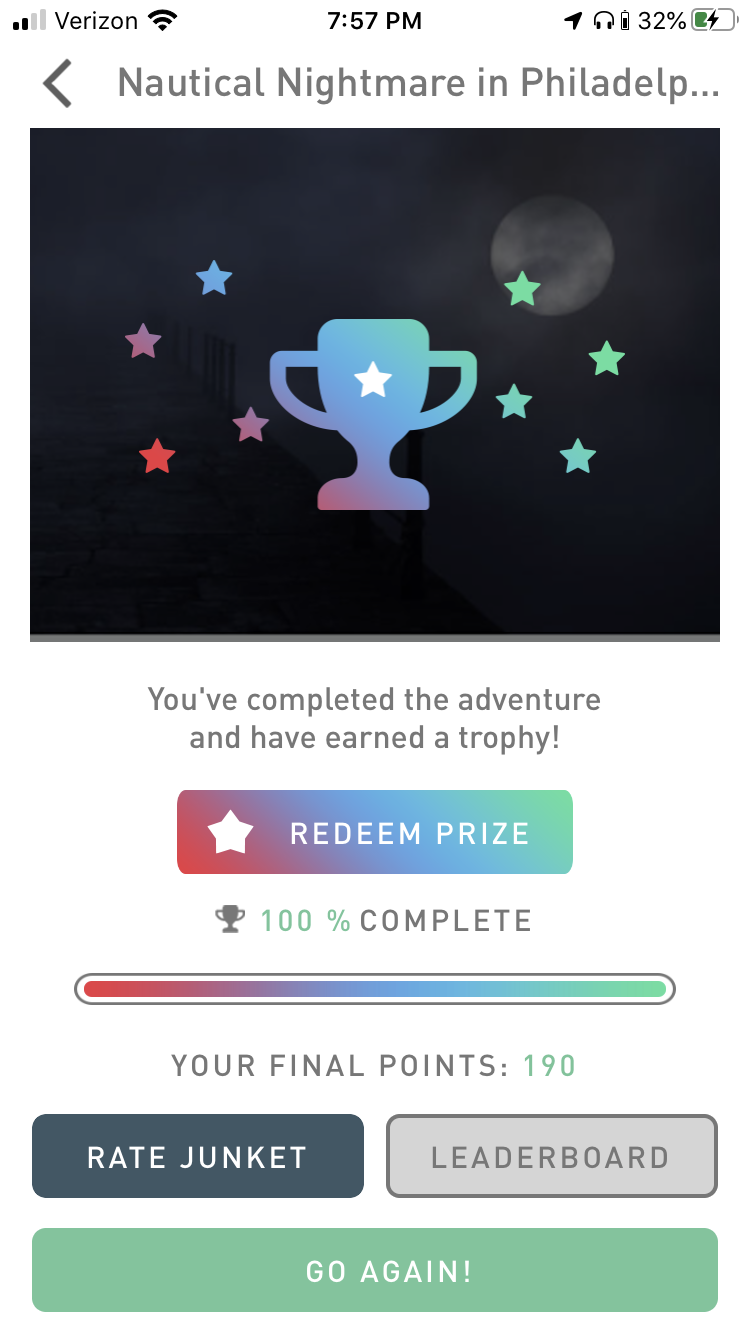 Verizon 7:57 PM 32%
Nautical Nightmare in Philadelp...
You've completed the adventure
and have earned a trophy!
REDEEM PRIZE
100 % COMPLETE
YOUR FINAL POINTS: 190
RATE JUNKET LEADERBOARD
GO AGAIN!